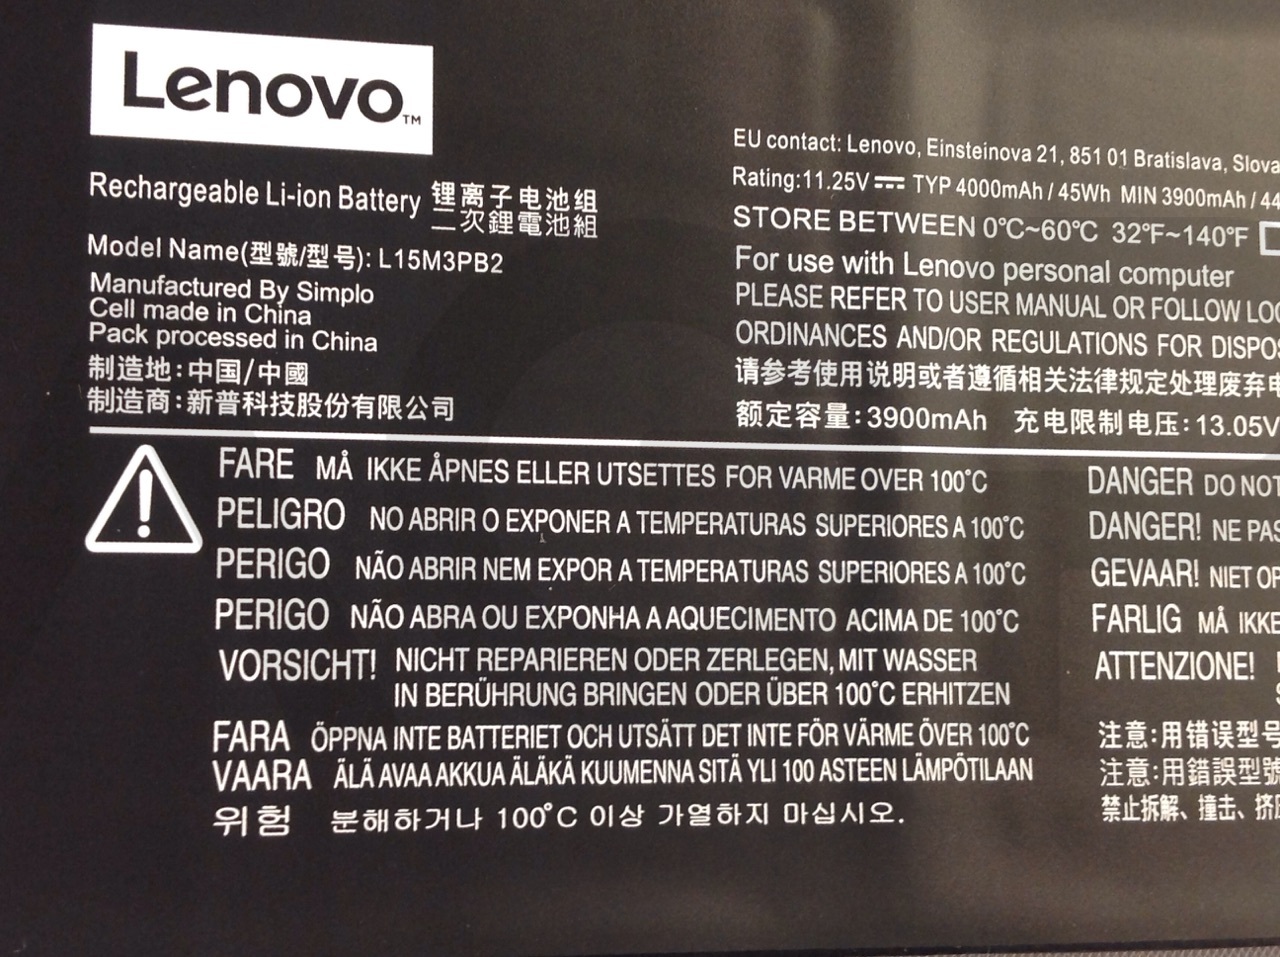 Lenovo™
Rechargeable Li-ion Battery 锂离子电池组
二次鋰電池組
Model Name(型號/型号): L15M3PB2
Manufactured By Simplo
Cell made in China
Pack processed in China
制造地:中国/中國
制造商:新普科技股份有限公司
EU contact: Lenovo, Einsteinova 21, 851 01 Bratislava, Slova
Rating:11.25V⎓ TYP 4000mAh / 45Wh MIN 3900mAh / 44
STORE BETWEEN 0°C~60°C 32°F~140°F
For use with Lenovo personal computer
PLEASE REFER TO USER MANUAL OR FOLLOW LOC
ORDINANCES AND/OR REGULATIONS FOR DISPOS
请参考使用说明或者遵循相关法律规定处理废弃电
额定容量:3900mAh 充电限制电压:13.05V
FARE MÅ IKKE ÅPNES ELLER UTSETTES FOR VARME OVER 100°C
PELIGRO NO ABRIR O EXPONER A TEMPERATURAS SUPERIORES A 100°C
PERIGO NÃO ABRIR NEM EXPOR A TEMPERATURAS SUPERIORES A 100°C
PERIGO NÃO ABRA OU EXPONHA A AQUECIMENTO ACIMA DE 100°C
VORSICHT! NICHT REPARIEREN ODER ZERLEGEN, MIT WASSER
IN BERÜHRUNG BRINGEN ODER ÜBER 100°C ERHITZEN
FARA ÖPPNA INTE BATTERIET OCH UTSÄTT DET INTE FÖR VÄRME ÖVER 100°C
VAARA ÄLÄ AVAA AKKUA ÄLÄKÄ KUUMENNA SITÄ YLI 100 ASTEEN LÄMPÖTILAAN
위험 분해하거나 100°C 이상 가열하지 마십시오.
DANGER DO NOT
DANGER! NE PAS
GEVAAR! NIET OP
FARLIG MÅ IKKE
ATTENZIONE!
注意:用错误型号
注意:用錯誤型號
禁止拆解、撞击、挤压